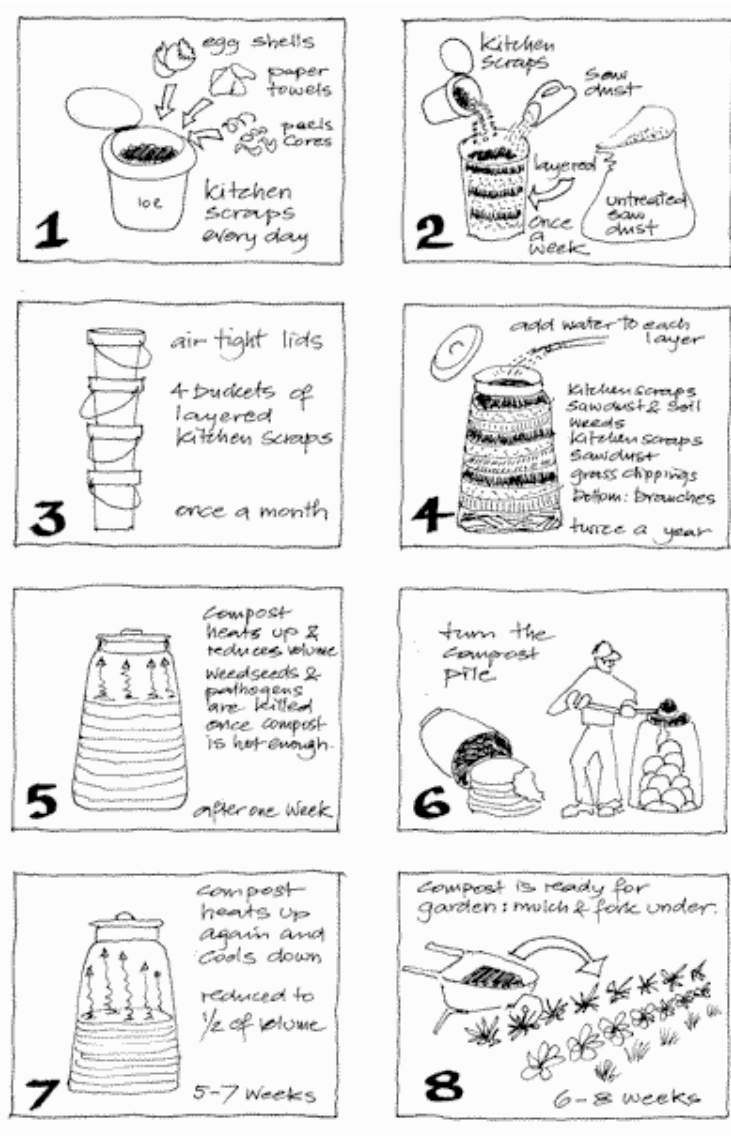 egg shells
paper
towels
peels
cores
10 l
kitchen
scraps
every day
1
kitchen
scraps
saw
dust
layered
once
a
week
untreated
saw
dust
2
air tight lids
4 buckets of
layered
kitchen scraps
once a month
3
add water to each
layer
kitchen scraps
sawdust & soil
weeds
kitchen scraps
sawdust
grass clippings
bottom: branches
twice a year
4
compost
heats up &
reduces volume
weedseeds &
pathogens
are killed
once compost
is hot enough.
after one week
5
turn the
compost
pile
6
compost
heats up
again and
cools down
reduced to
1/2 of volume
5-7 weeks
7
compost is ready for
garden: mulch & fork under.
6-8 weeks
8